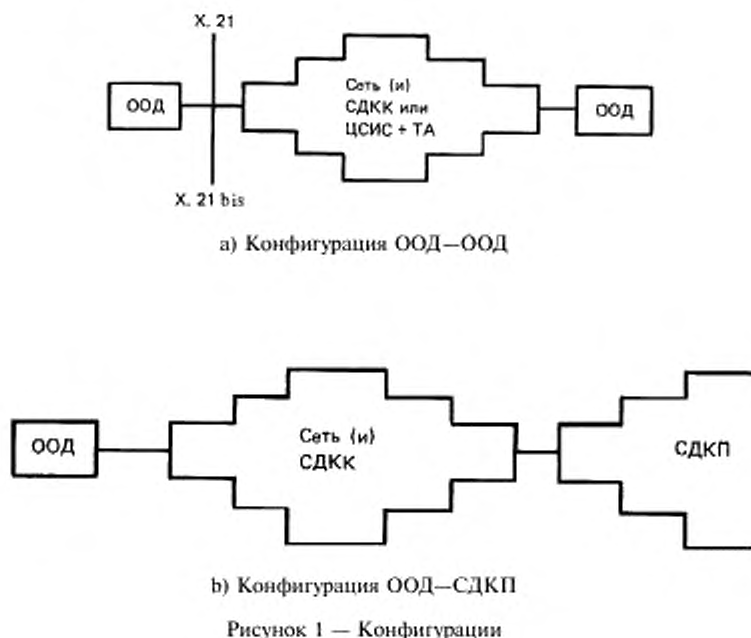 X. 21
ООД
Сеть (и)
СДКК или
ЦСИС + ТА
ООД
X. 21 bis
a) Конфигурация ООД—ООД
ООД
Сеть (и)
СДКК
СДКП
b) Конфигурация ООД—СДКП
Рисунок 1 — Конфигурации